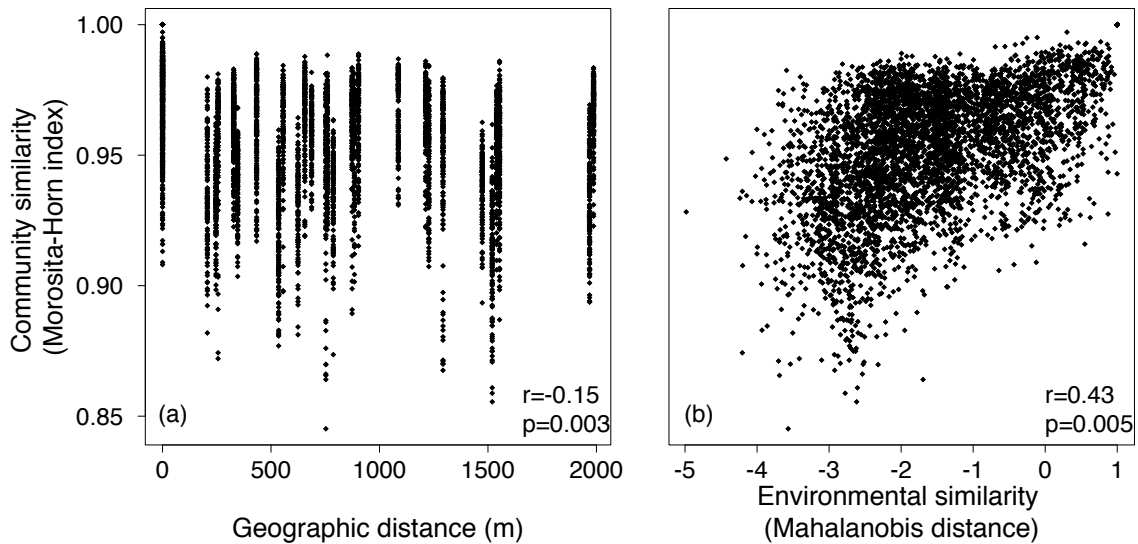 Community similarity
(Morosita-Horn index)
1.00
0.95
0.90
0.85
(a)
r=-0.15
p=0.003
0
500
1000
1500
2000
Geographic distance (m)
(b)
r=0.43
p=0.005
-5
-4
-3
-2
-1
0
1
Environmental similarity
(Mahalanobis distance)